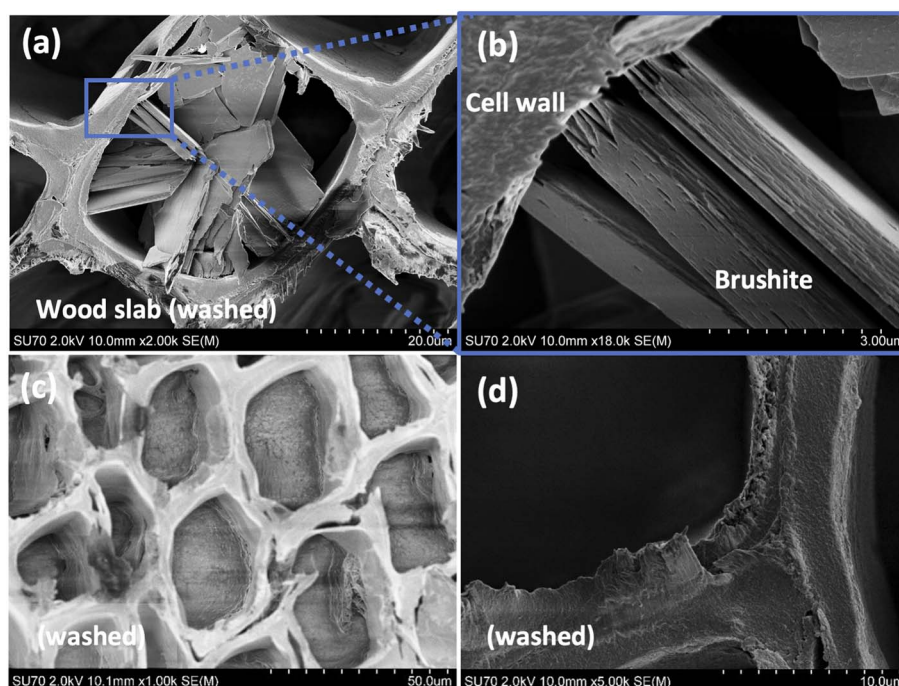 (a)
Wood slab (washed)
SU70 2.0kV 10.0mm x2.00k SE(M)
20.0um
(b)
Cell wall
Brushite
SU70 2.0kV 10.0mm x18.0k SE(M)
3.00um
(c)
(washed)
SU70 2.0kV 10.1mm x1.00k SE(M)
50.0um
(d)
(washed)
SU70 2.0kV 10.0mm x5.00k SE(M)
10.0um